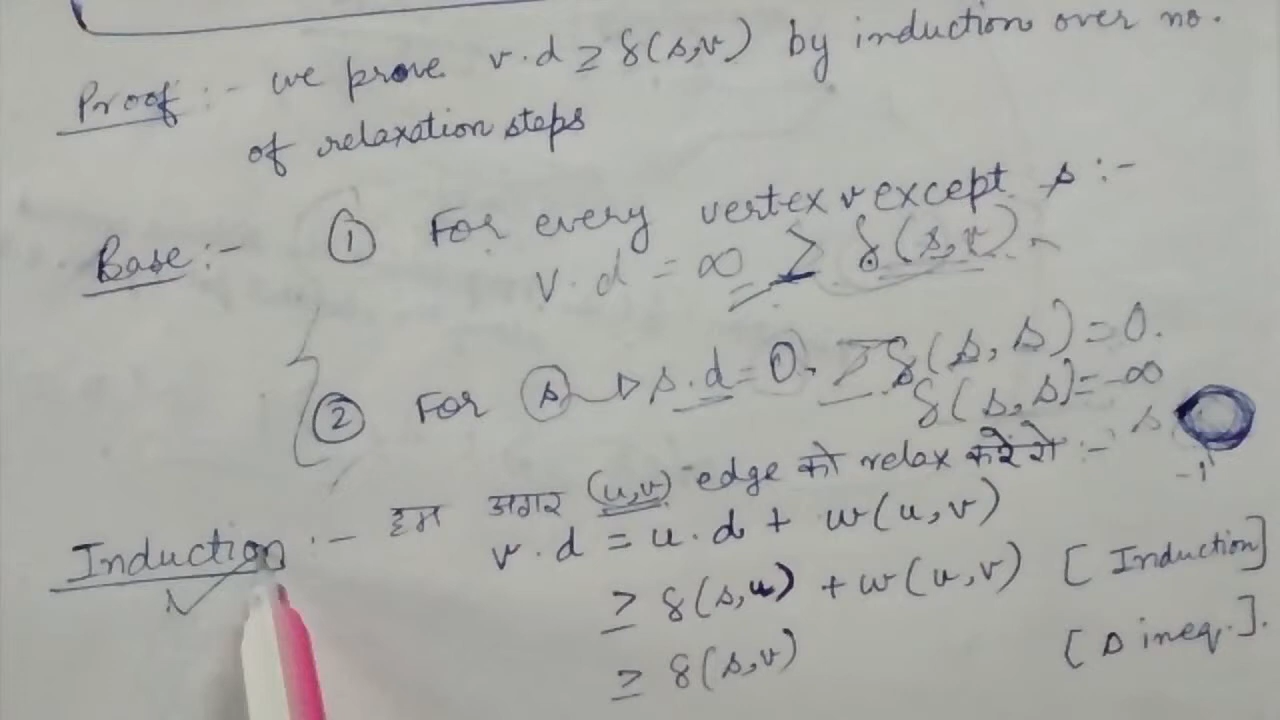 Proof :- we prove v.d ≥ δ(s,v) by induction over no.
of relaxation steps
Base :- ① For every vertex v except s :-
v.d = ∞ ≥ δ(s,v)
② For s → s.d = 0. ≥ δ(s,s) = 0.
δ(s,s) = -∞
s
-1
Induction :- हम अगर (u,v) edge को relax करेंगे :-
v.d = u.d + w(u,v)
≥ δ(s,u) + w(u,v) [Induction]
≥ δ(s,v) [Δ ineq.].